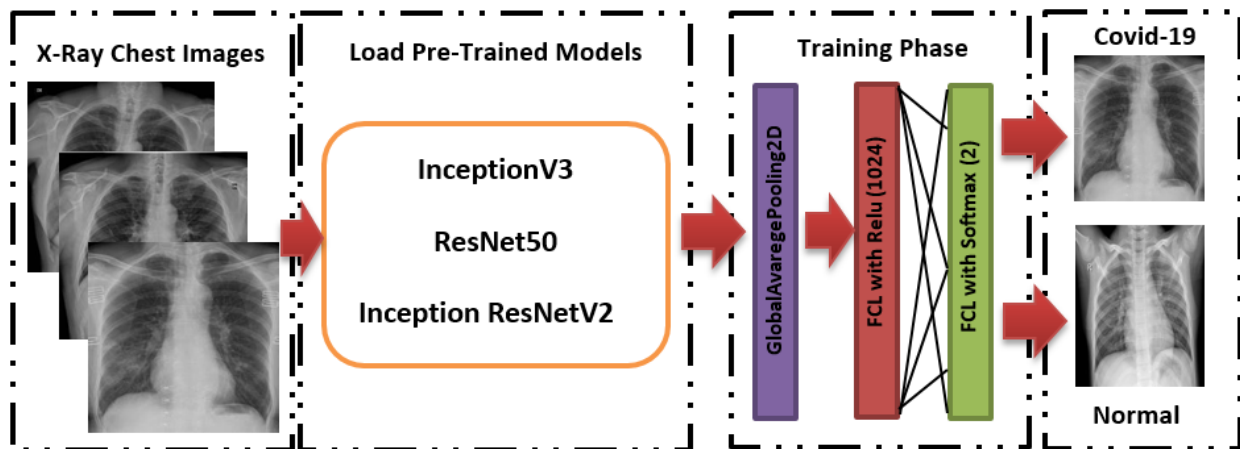 X-Ray Chest Images
Load Pre-Trained Models
InceptionV3
ResNet50
Inception ResNetV2
Training Phase
GlobalAvaregePooling2D
FCL with Relu (1024)
FCL with Softmax (2)
Covid-19
Normal